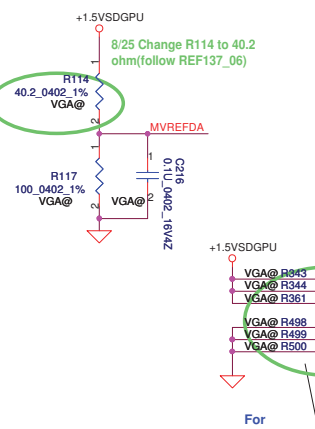 +1.5VSDGPU
8/25 Change R114 to 40.2
ohm(follow REF137_06)
1
R114
40.2_0402_1%
VGA@
2
MVREFDA
1
R117
100_0402_1%
VGA@
2
1
C216
0.1U_0402_16V4Z
VGA@
2
+1.5VSDGPU
VGA@ R343
VGA@ R344
VGA@ R361
VGA@ R498
VGA@ R499
VGA@ R500
For